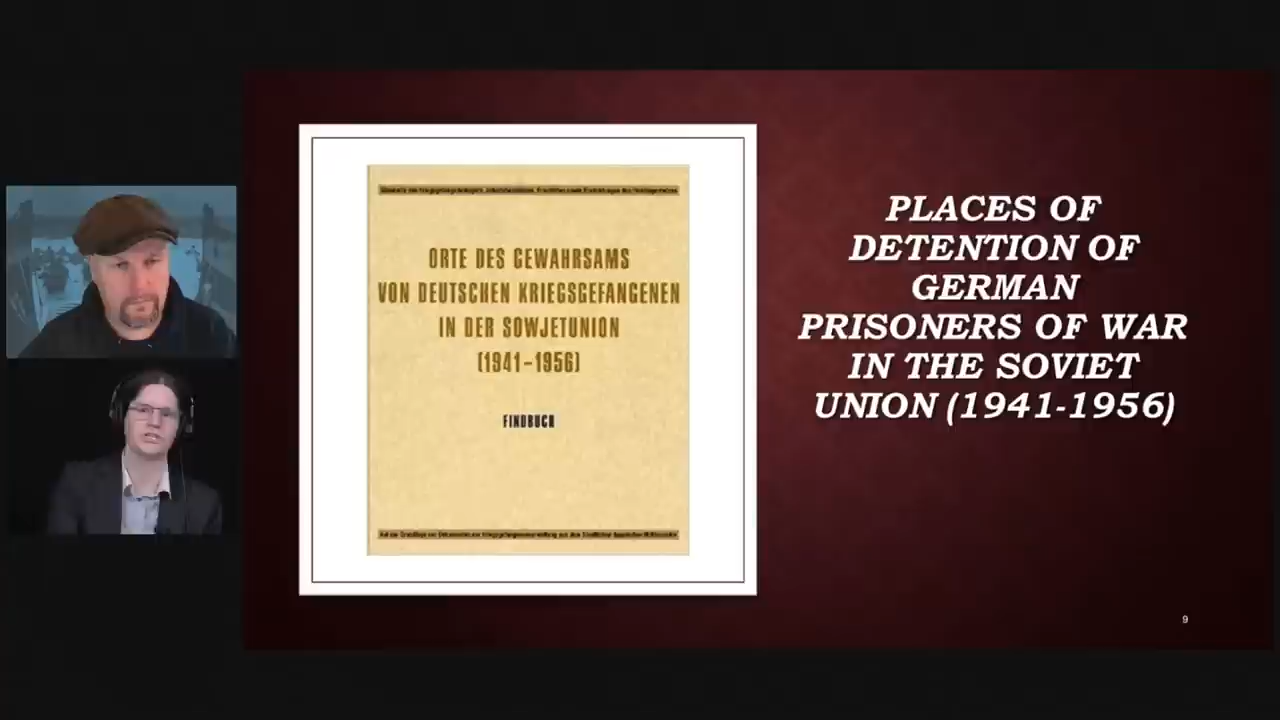 ORTE DES GEWAHRSAMS
VON DEUTSCHEN KRIEGSGEFANGENEN
IN DER SOWJETUNION
(1941–1956)
FINDBUCH
PLACES OF
DETENTION OF
GERMAN
PRISONERS OF WAR
IN THE SOVIET
UNION (1941-1956)
9